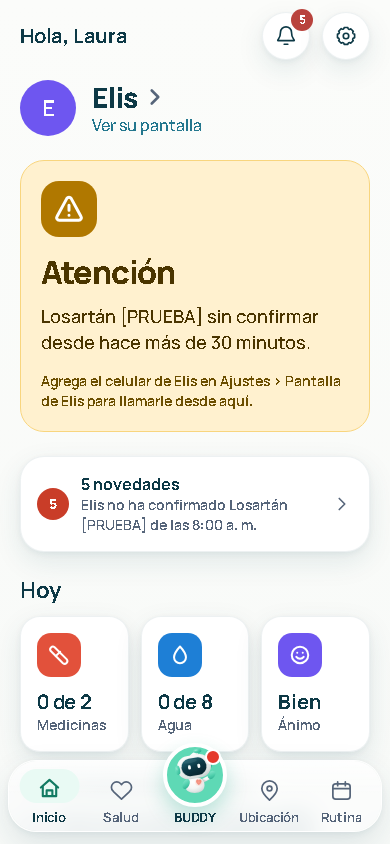 Hola, Laura
5
E
Elis
Ver su pantalla
Atención
Losartán [PRUEBA] sin confirmar
desde hace más de 30 minutos.
Agrega el celular de Elis en Ajustes > Pantalla
de Elis para llamarle desde aquí.
5
5 novedades
Elis no ha confirmado Losartán
[PRUEBA] de las 8:00 a. m.
Hoy
0 de 2
Medicinas
0 de 8
Agua
Bien
Ánimo
Inicio
Salud
BUDDY
Ubicación
Rutina